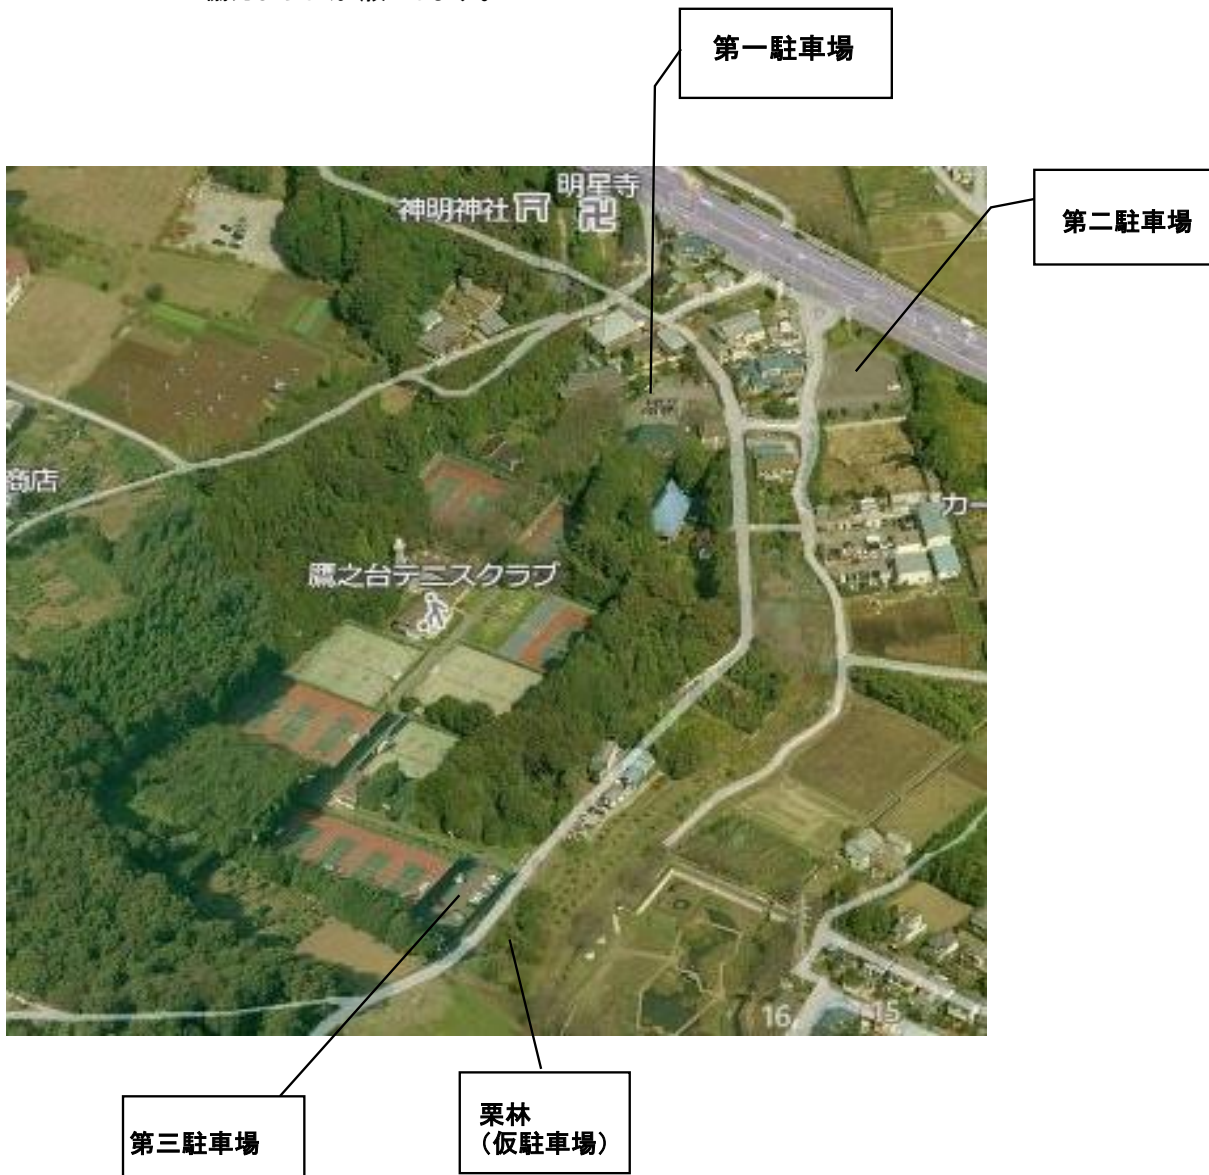 第一駐車場
第二駐車場
明星寺
神明神社
商店
カー
鷹之台テニスクラブ
16
15
第三駐車場
栗林
（仮駐車場）